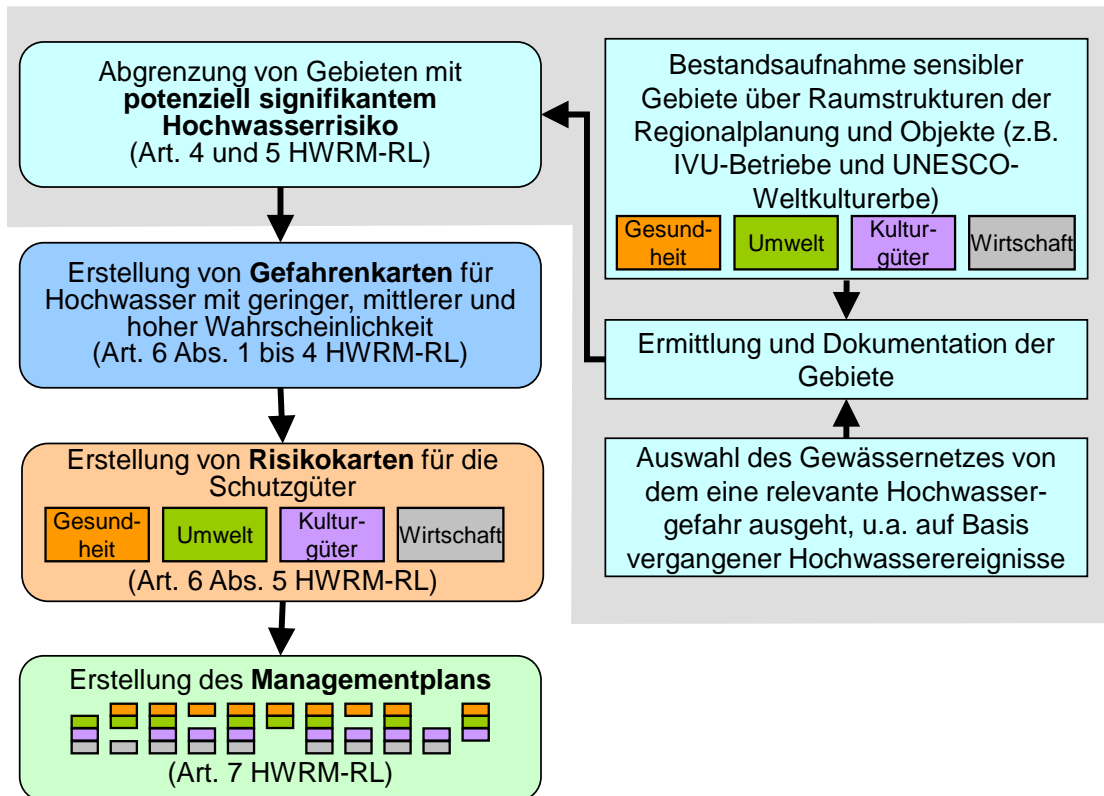 Abgrenzung von Gebieten mit
potenziell signifikantem
Hochwasserrisiko
(Art. 4 und 5 HWRM-RL)
Erstellung von Gefahrenkarten für
Hochwasser mit geringer, mittlerer und
hoher Wahrscheinlichkeit
(Art. 6 Abs. 1 bis 4 HWRM-RL)
Erstellung von Risikokarten für die
Schutzgüter
Gesund-
heit
Umwelt
Kultur-
güter
Wirtschaft
(Art. 6 Abs. 5 HWRM-RL)
Erstellung des Managementplans
(Art. 7 HWRM-RL)
Bestandsaufnahme sensibler
Gebiete über Raumstrukturen der
Regionalplanung und Objekte (z.B.
IVU-Betriebe und UNESCO-
Weltkulturerbe)
Gesund-
heit
Umwelt
Kultur-
güter
Wirtschaft
Ermittlung und Dokumentation der
Gebiete
Auswahl des Gewässernetzes von
dem eine relevante Hochwasser-
gefahr ausgeht, u.a. auf Basis
vergangener Hochwasserereignisse